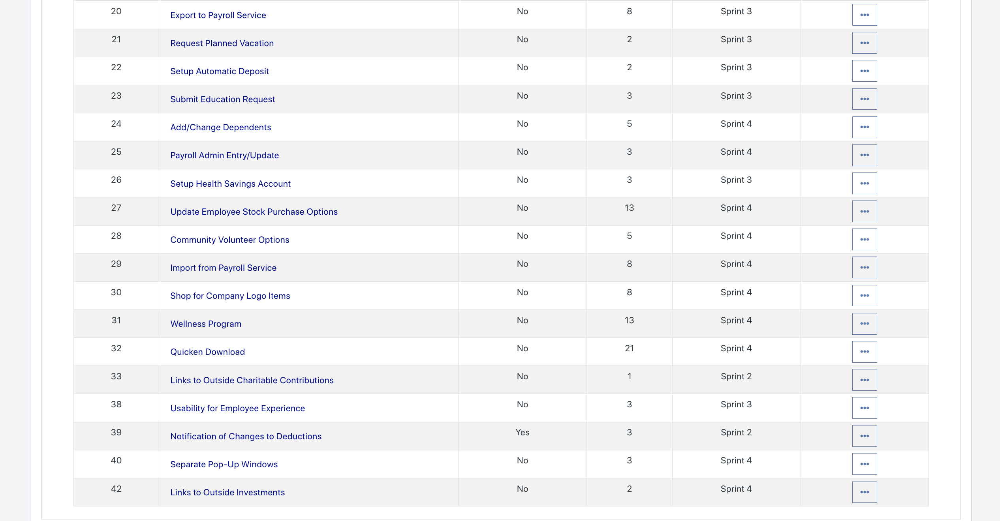 20 Export to Payroll Service No 8 Sprint 3 •••
21 Request Planned Vacation No 2 Sprint 3 •••
22 Setup Automatic Deposit No 2 Sprint 3 •••
23 Submit Education Request No 3 Sprint 3 •••
24 Add/Change Dependents No 5 Sprint 4 •••
25 Payroll Admin Entry/Update No 3 Sprint 4 •••
26 Setup Health Savings Account No 3 Sprint 3 •••
27 Update Employee Stock Purchase Options No 13 Sprint 4 •••
28 Community Volunteer Options No 5 Sprint 4 •••
29 Import from Payroll Service No 8 Sprint 4 •••
30 Shop for Company Logo Items No 8 Sprint 4 •••
31 Wellness Program No 13 Sprint 4 •••
32 Quicken Download No 21 Sprint 4 •••
33 Links to Outside Charitable Contributions No 1 Sprint 2 •••
38 Usability for Employee Experience No 3 Sprint 3 •••
39 Notification of Changes to Deductions Yes 3 Sprint 2 •••
40 Separate Pop-Up Windows No 3 Sprint 4 •••
42 Links to Outside Investments No 2 Sprint 4 •••